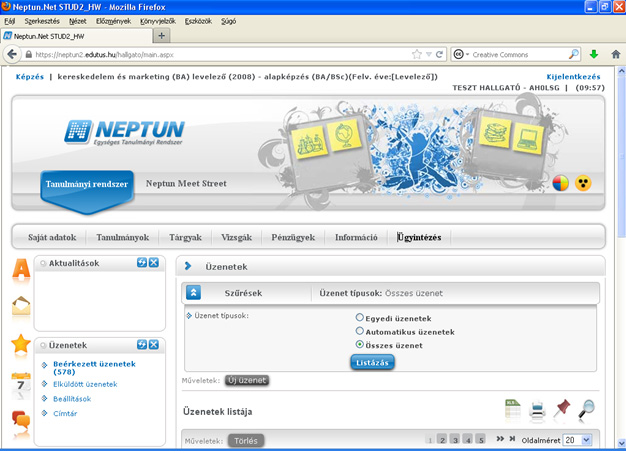 Neptun.Net STUD2_HW - Mozilla Firefox
Fájl Szerkesztés Nézet Előzmények Könyvjelzők Eszközök Súgó
Neptun.Net STUD2_HW
https://neptun2.edutus.hu/hallgato/main.aspx
Creative Commons
Képzés | kereskedelem és marketing (BA) levelező (2008) - alapképzés (BA/BSc)(Felv. éve:[Levelező])
Kijelentkezés
TESZT HALLGATÓ - AH0LSG | (09:57)
NEPTUN
Egységes Tanulmányi Rendszer
Tanulmányi rendszer
Neptun Meet Street
Saját adatok Tanulmányok Tárgyak Vizsgák Pénzügyek Információ Ügyintézés
Aktualitások
Üzenetek
Beérkezett üzenetek
(578)
Elküldött üzenetek
Beállítások
Címtár
7
Üzenetek
Szűrések
Üzenet típusok: Összes üzenet
Üzenet típusok:
Egyedi üzenetek
Automatikus üzenetek
Összes üzenet
Listázás
Műveletek: Új üzenet
Üzenetek listája
Műveletek: Törlés
1 2 3 4 5
Oldalméret 20